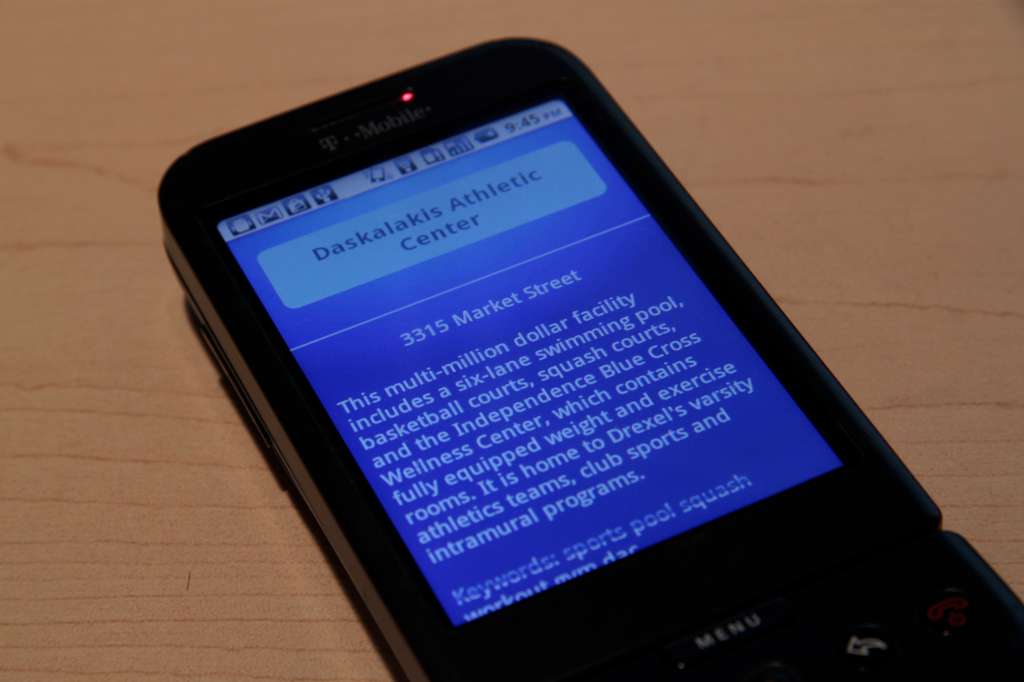 T··Mobile·
9:45 PM
Daskalakis Athletic
Center
3315 Market Street
This multi-million dollar facility
includes a six-lane swimming pool,
basketball courts, squash courts,
and the Independence Blue Cross
Wellness Center, which contains
fully equipped weight and exercise
rooms. It is home to Drexel's varsity
athletics teams, club sports and
intramural programs.
Keywords: sports pool squash
workout gym dac
MENU